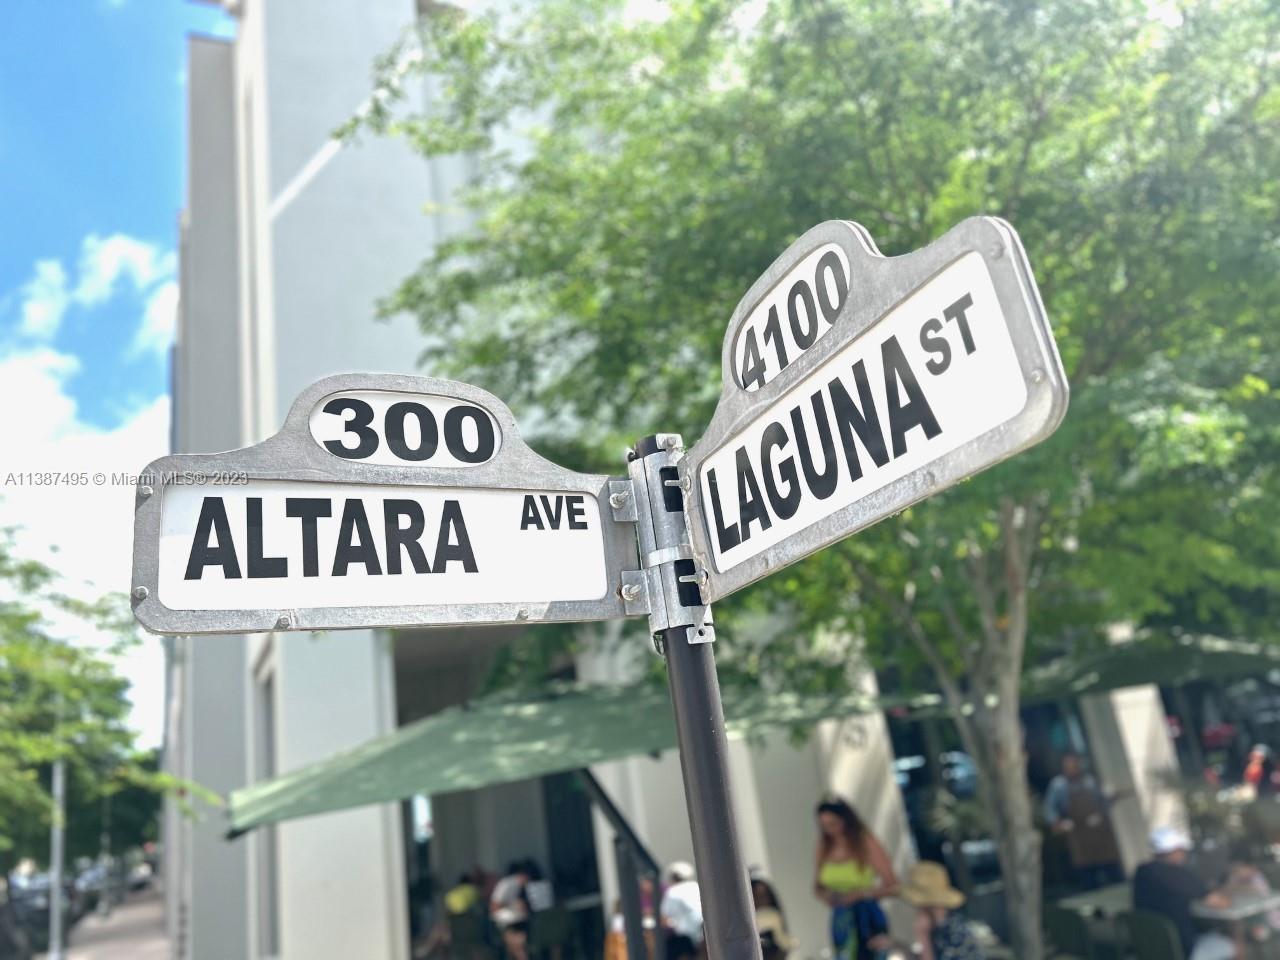 A11387495 © Miami MLS® 2023
300
ALTARA AVE
4100
LAGUNA ST